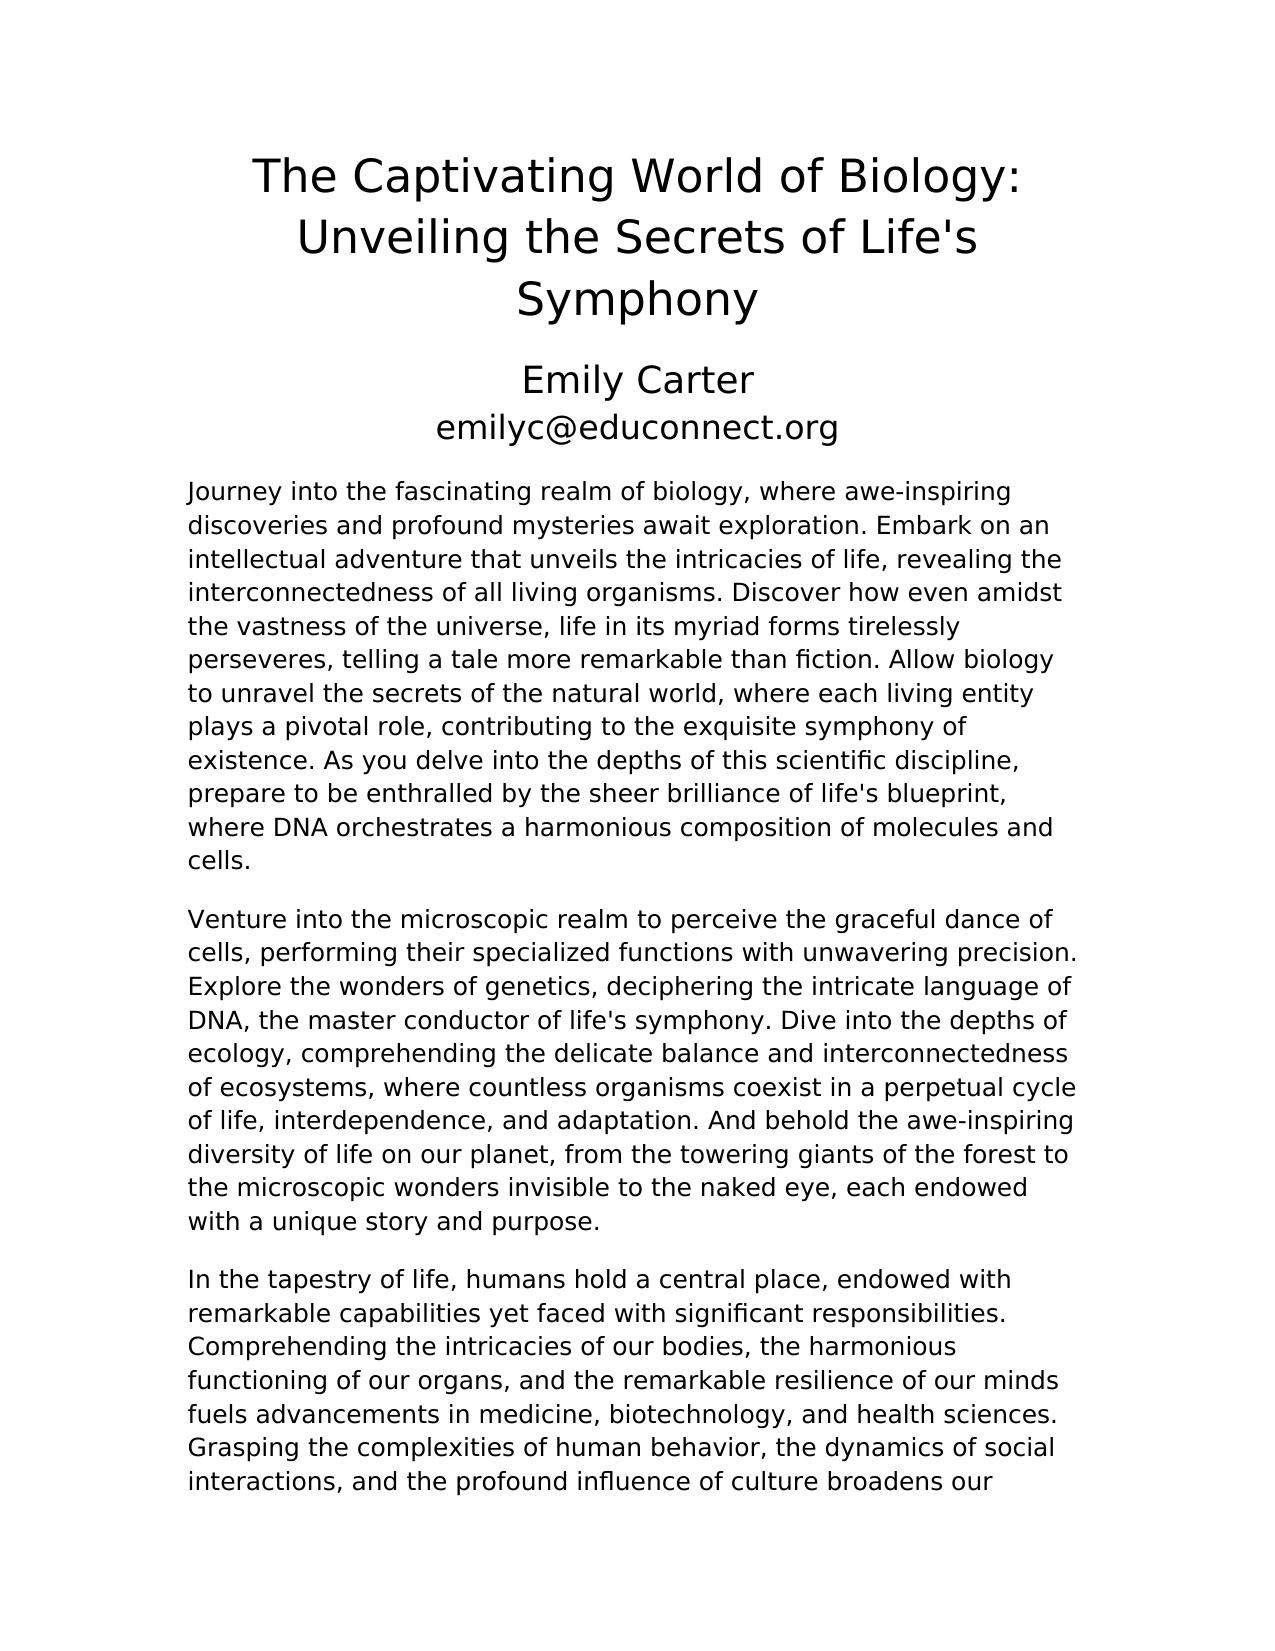 The Captivating World of Biology:
Unveiling the Secrets of Life's
Symphony
Emily Carter
emilyc@educonnect.org
Journey into the fascinating realm of biology, where awe-inspiring
discoveries and profound mysteries await exploration. Embark on an
intellectual adventure that unveils the intricacies of life, revealing the
interconnectedness of all living organisms. Discover how even amidst
the vastness of the universe, life in its myriad forms tirelessly
perseveres, telling a tale more remarkable than fiction. Allow biology
to unravel the secrets of the natural world, where each living entity
plays a pivotal role, contributing to the exquisite symphony of
existence. As you delve into the depths of this scientific discipline,
prepare to be enthralled by the sheer brilliance of life's blueprint,
where DNA orchestrates a harmonious composition of molecules and
cells.
Venture into the microscopic realm to perceive the graceful dance of
cells, performing their specialized functions with unwavering precision.
Explore the wonders of genetics, deciphering the intricate language of
DNA, the master conductor of life's symphony. Dive into the depths of
ecology, comprehending the delicate balance and interconnectedness
of ecosystems, where countless organisms coexist in a perpetual cycle
of life, interdependence, and adaptation. And behold the awe-inspiring
diversity of life on our planet, from the towering giants of the forest to
the microscopic wonders invisible to the naked eye, each endowed
with a unique story and purpose.
In the tapestry of life, humans hold a central place, endowed with
remarkable capabilities yet faced with significant responsibilities.
Comprehending the intricacies of our bodies, the harmonious
functioning of our organs, and the remarkable resilience of our minds
fuels advancements in medicine, biotechnology, and health sciences.
Grasping the complexities of human behavior, the dynamics of social
interactions, and the profound influence of culture broadens our